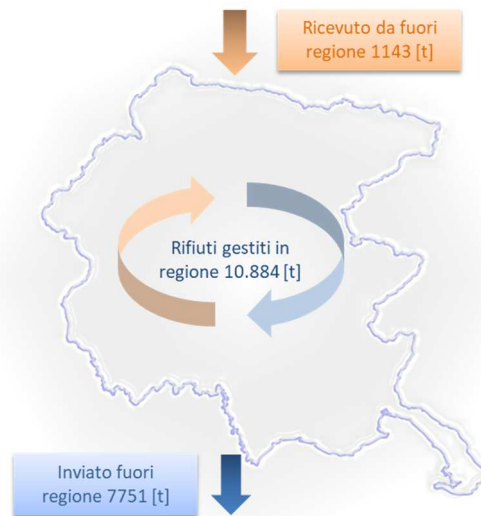 Ricevuto da fuori
regione 1143 [t]
Rifiuti gestiti in
regione 10.884 [t]
Inviato fuori
regione 7751 [t]